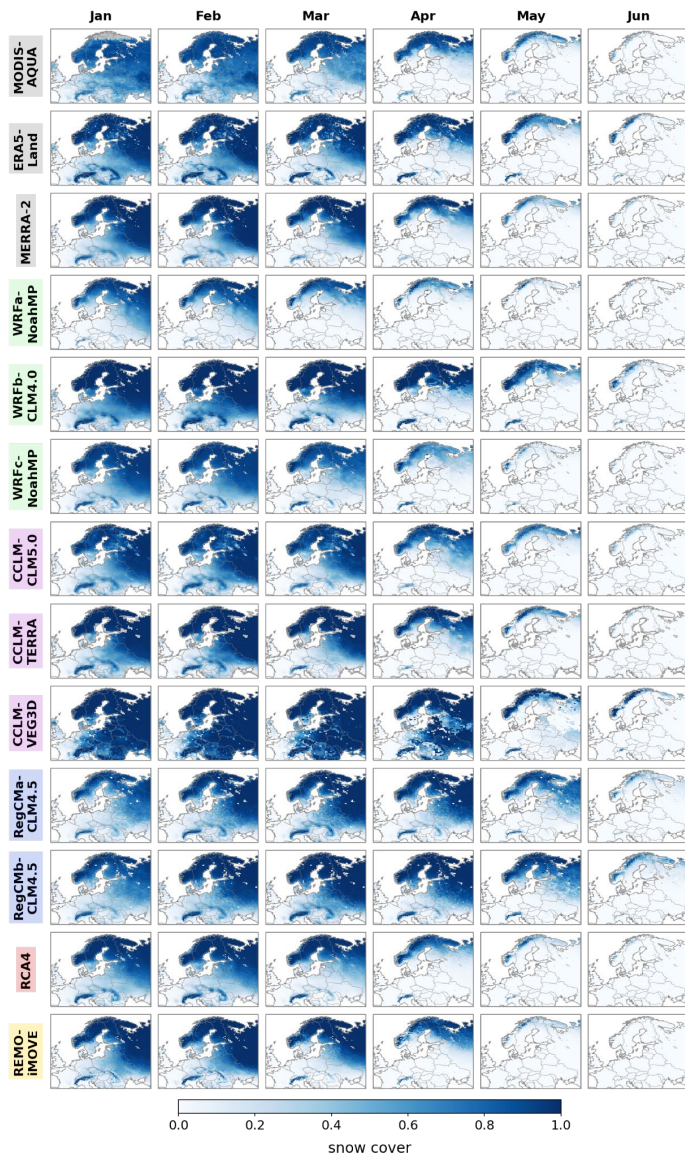 Jan Feb Mar Apr May Jun
MODIS-
AQUA
ERA5-
Land
MERRA-2
WRFa-
NoahMP
WRFb-
CLM4.0
WRFc-
NoahMP
CCLM-
CLM5.0
CCLM-
TERRA
CCLM-
VEG3D
RegCMa-
CLM4.5
RegCMb-
CLM4.5
RCA4
REMO-
iMOVE
0.0 0.2 0.4 0.6 0.8 1.0
snow cover